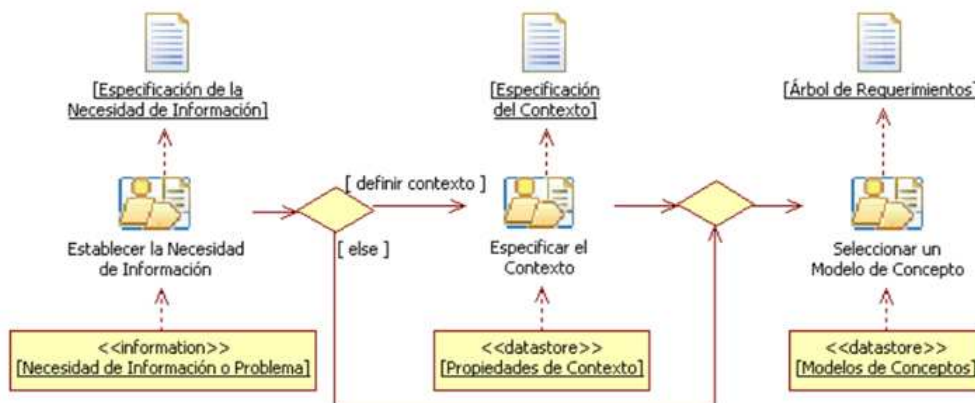 [Especificación de la
Necesidad de Información]
[Especificación
del Contexto]
[Árbol de Requerimientos]
[ definir contexto ]
[ else ]
Establecer la Necesidad
de Información
Especificar el
Contexto
Seleccionar un
Modelo de Concepto
<<information>>
[Necesidad de Información o Problema]
<<datastore>>
[Propiedades de Contexto]
<<datastore>>
[Modelos de Conceptos]